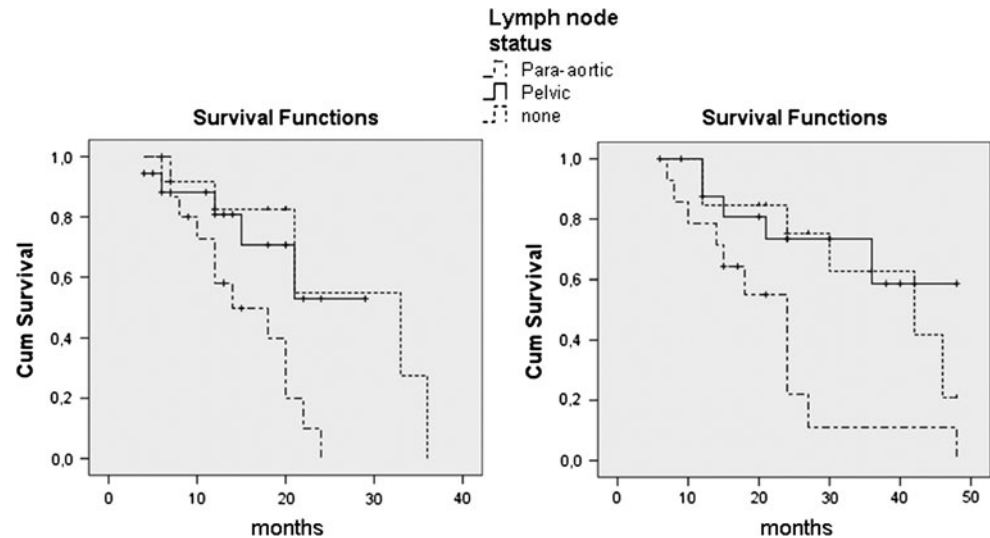 Lymph node
status
Para-aortic
Pelvic
none
Survival Functions
Cum Survival
1,0
0,8
0,6
0,4
0,2
0,0
0 10 20 30 40
months
Survival Functions
Cum Survival
1,0
0,8
0,6
0,4
0,2
0,0
0 10 20 30 40 50
months